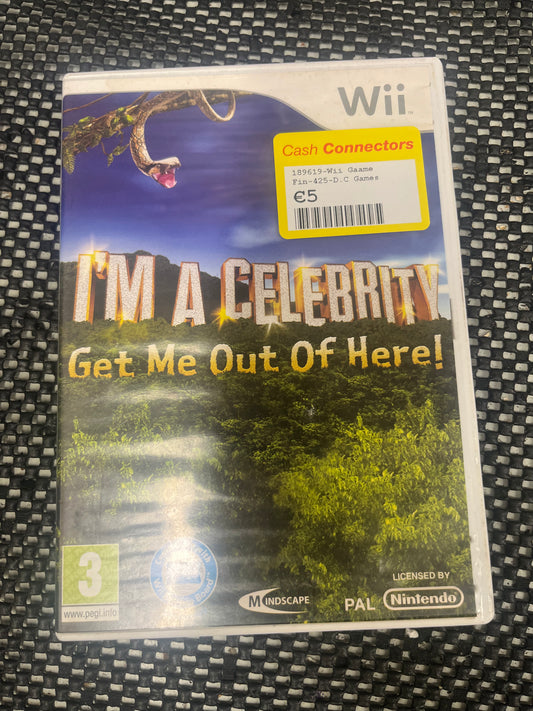 Wii
Cash Connectors
189619-Wii Gaame
Fin-425-D.C Games
€5
I'M A CELEBRITY
Get Me Out Of Here!
3
www.pegi.info
MINDSCAPE
PAL
LICENSED BY
Nintendo